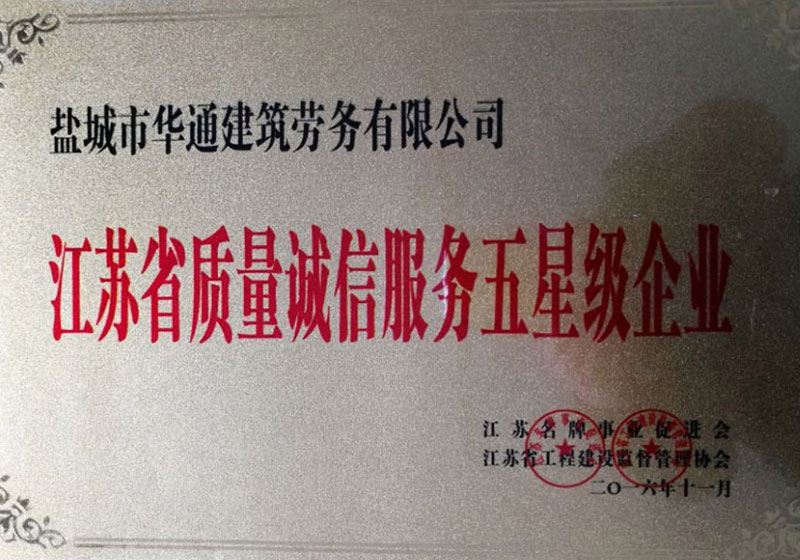 盐城市华通建筑劳务有限公司
江苏省质量诚信服务五星级企业
江苏名牌事业促进会
江苏省工程建设监督管理协会
二〇一六年十一月